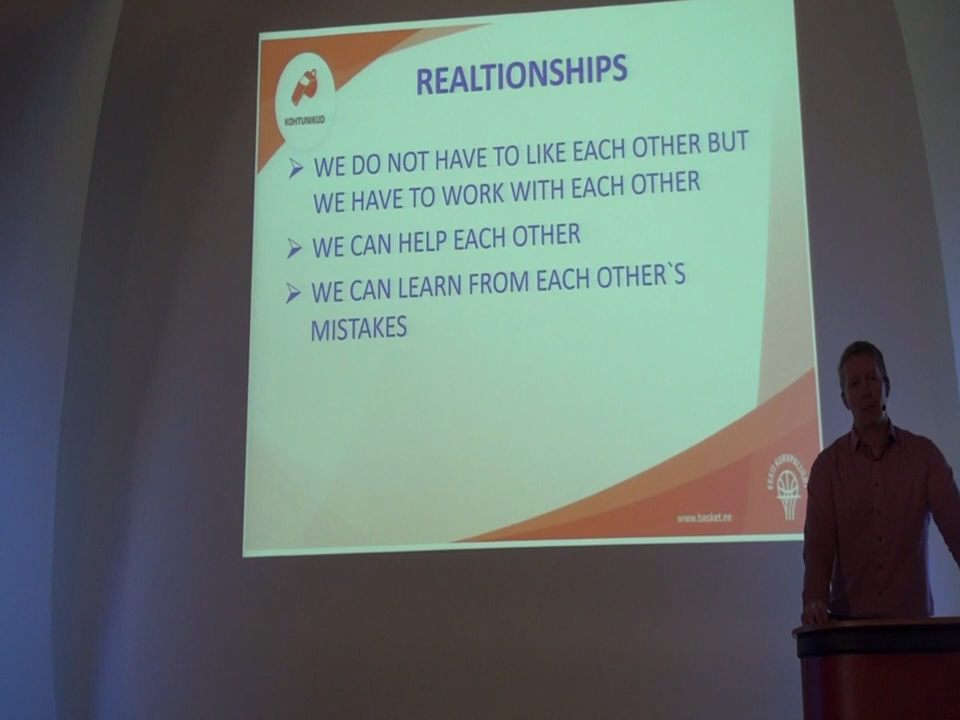 KOHTUNIKUD
REALTIONSHIPS
➢ WE DO NOT HAVE TO LIKE EACH OTHER BUT
WE HAVE TO WORK WITH EACH OTHER
➢ WE CAN HELP EACH OTHER
➢ WE CAN LEARN FROM EACH OTHER`S
MISTAKES
www.basket.ee